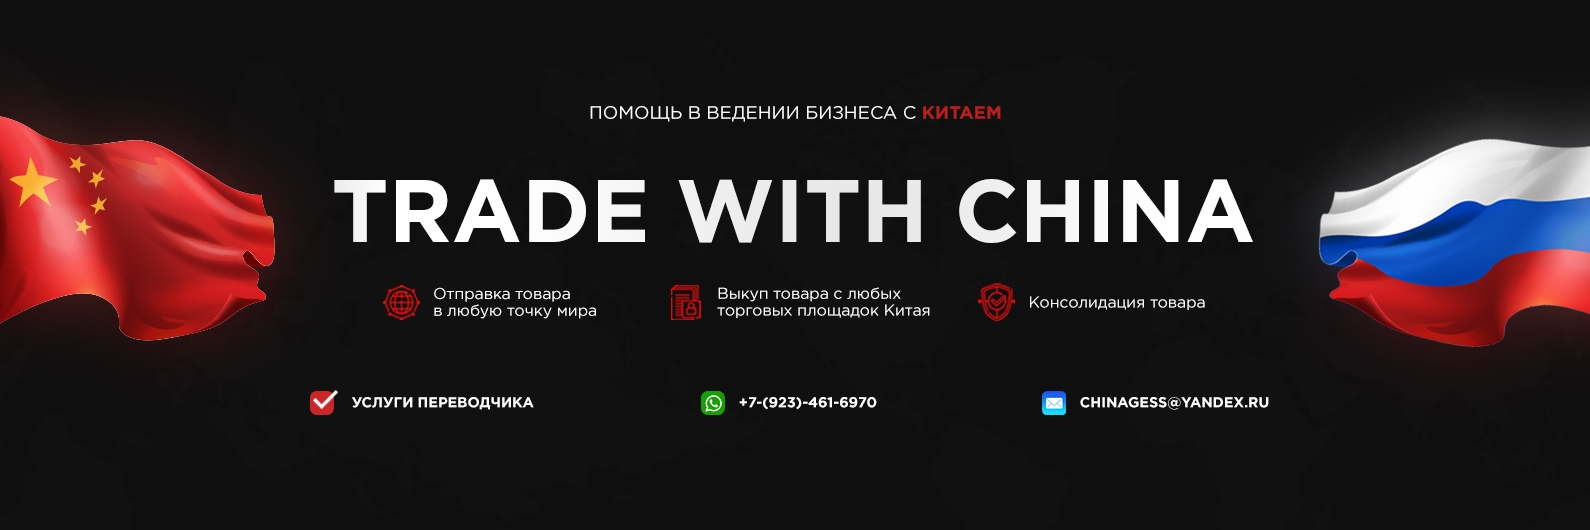 ПОМОЩЬ В ВЕДЕНИИ БИЗНЕСА С КИТАЕМ
TRADE WITH CHINA
Отправка товара
в любую точку мира
Выкуп товара с любых
торговых площадок Китая
Консолидация товара
УСЛУГИ ПЕРЕВОДЧИКА
+7-(923)-461-6970
CHINAGESS@YANDEX.RU